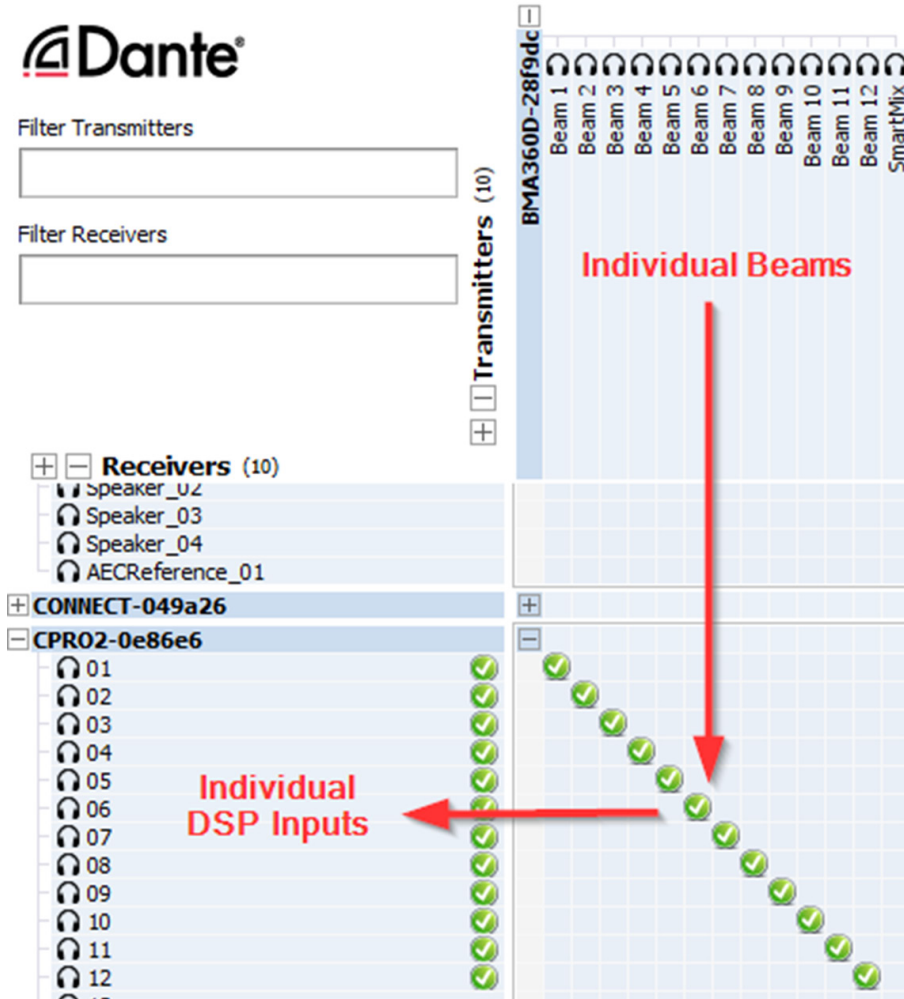 Dante®
Filter Transmitters
Filter Receivers
Transmitters (10)
BMA360D-28f9dc
Beam 1
Beam 2
Beam 3
Beam 4
Beam 5
Beam 6
Beam 7
Beam 8
Beam 9
Beam 10
Beam 11
Beam 12
SmartMix
Individual Beams
Receivers (10)
Speaker_02
Speaker_03
Speaker_04
AECReference_01
CONNECT-049a26
CPRO2-0e86e6
01
02
03
04
05
06
07
08
09
10
11
12
Individual
DSP Inputs